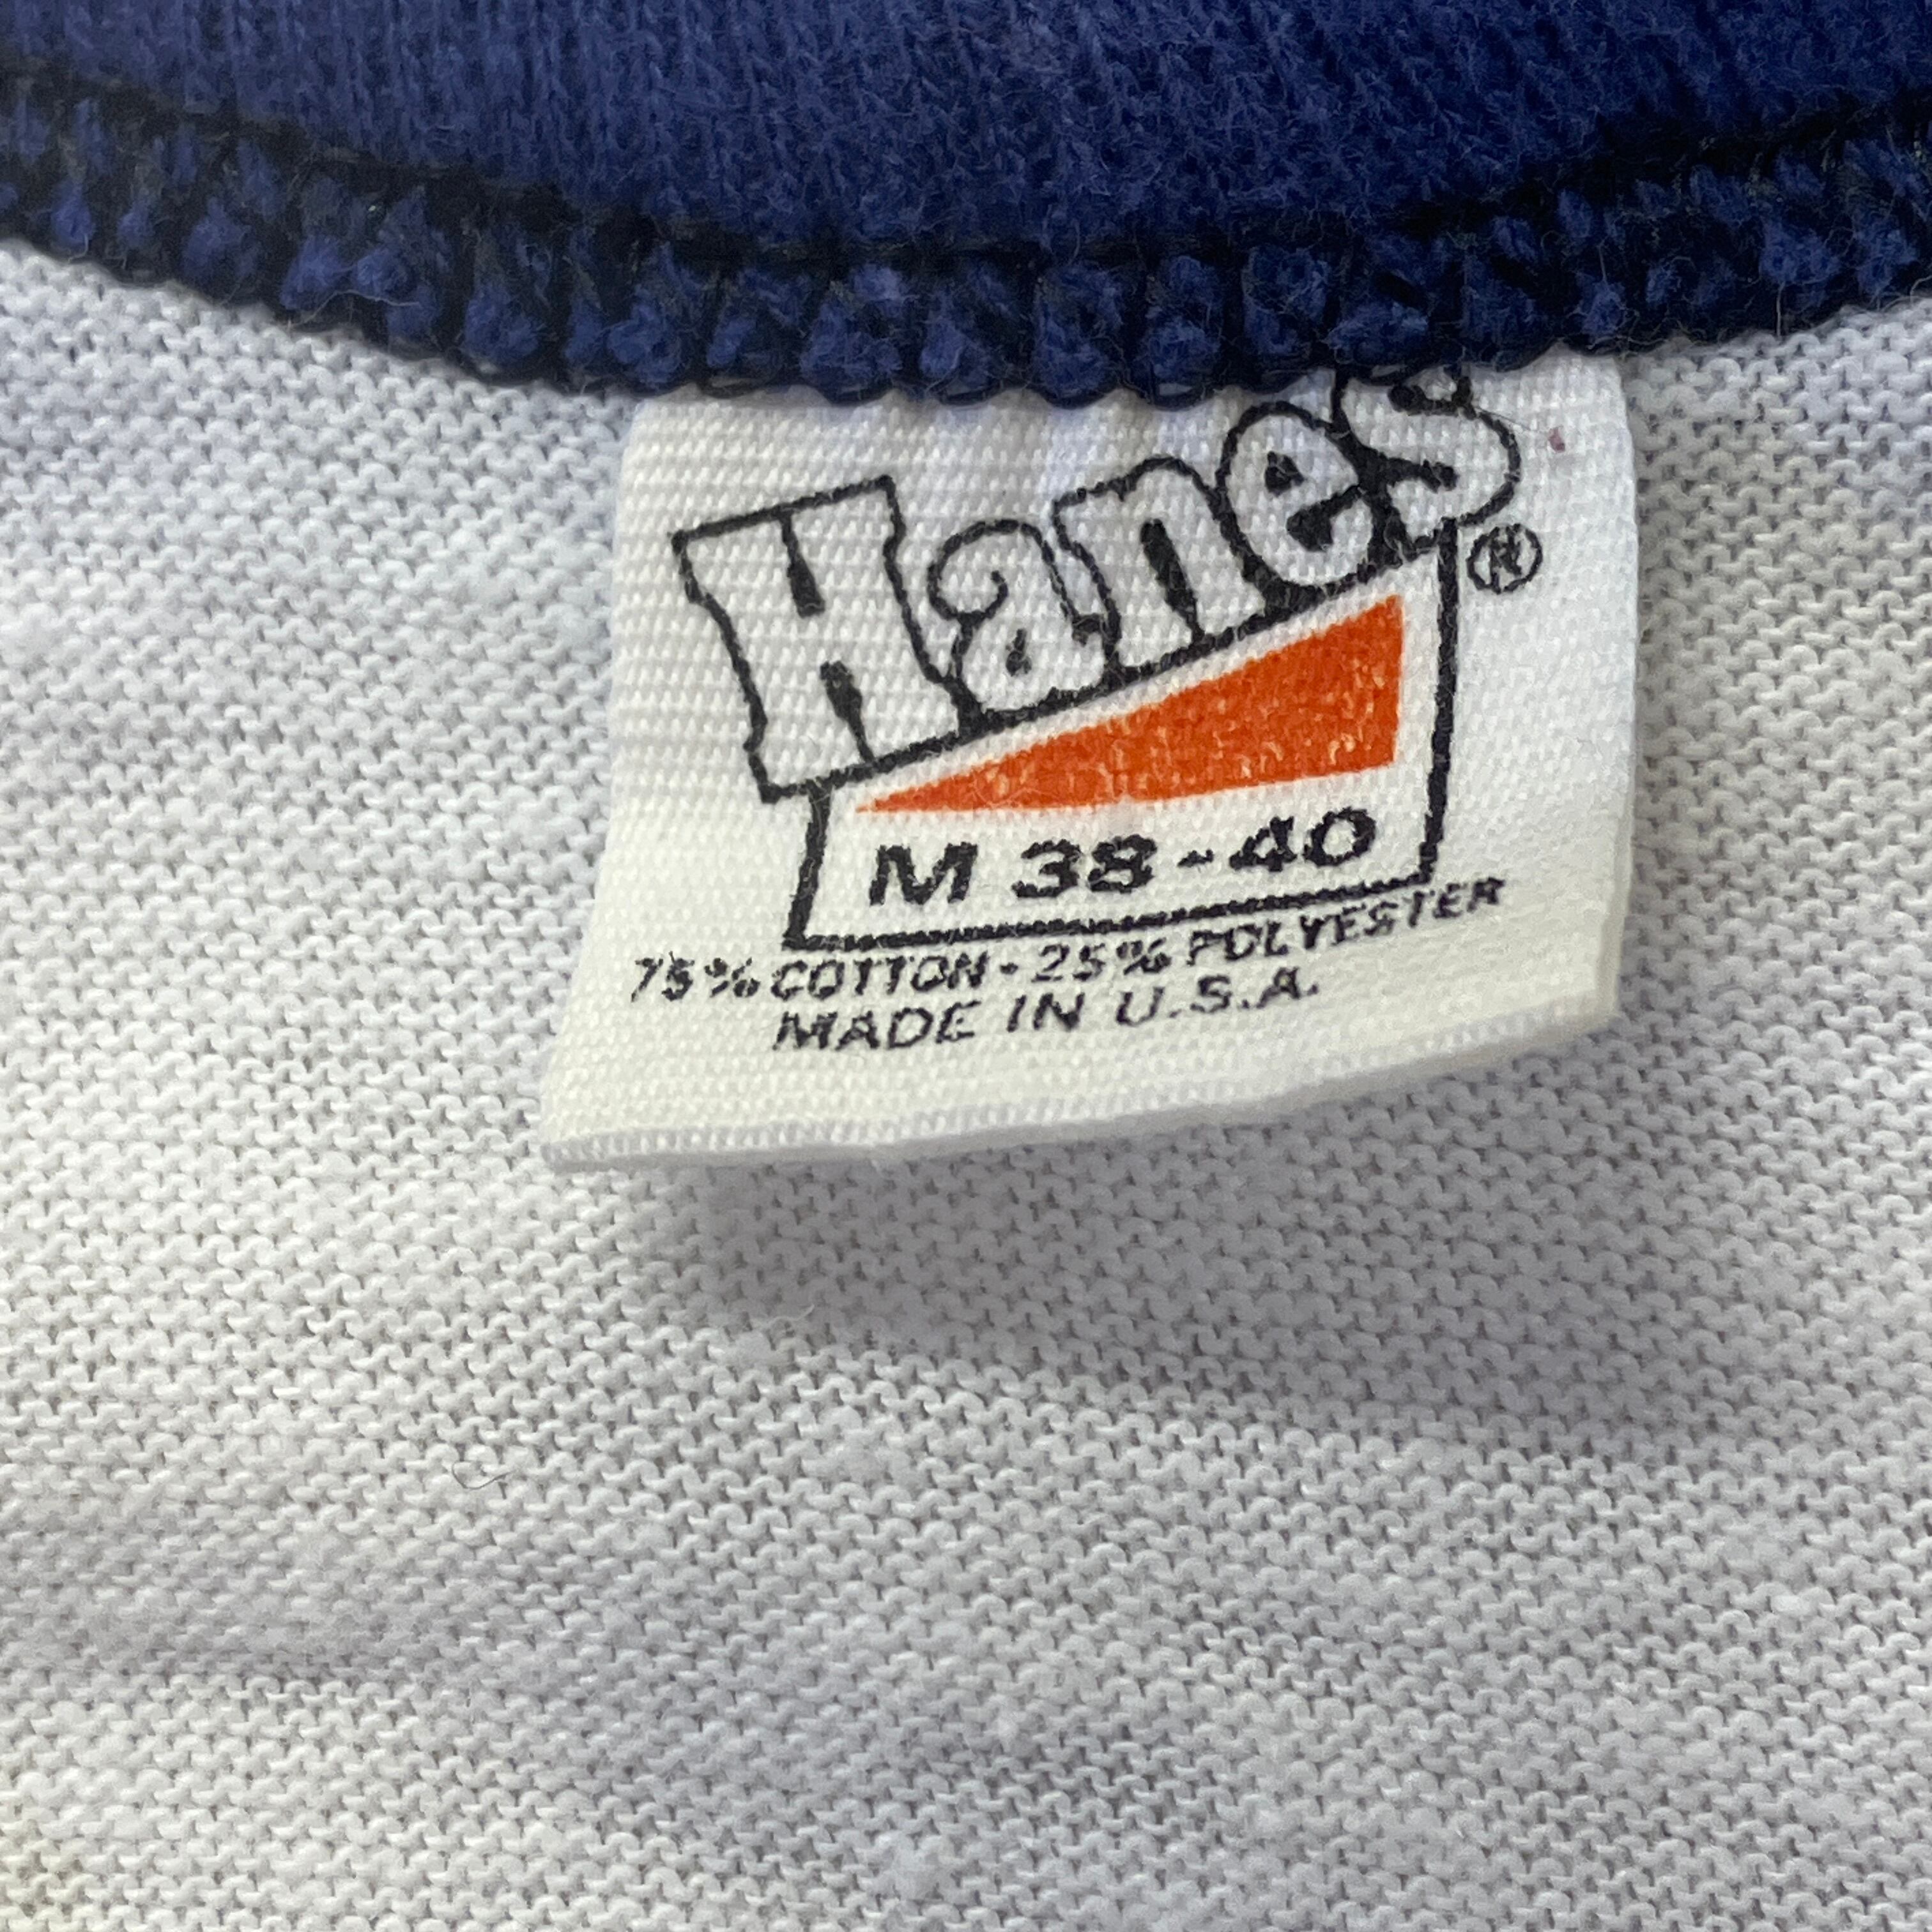 Hanes®
M 38-40
75% COTTON - 25% POLYESTER
MADE IN U.S.A.